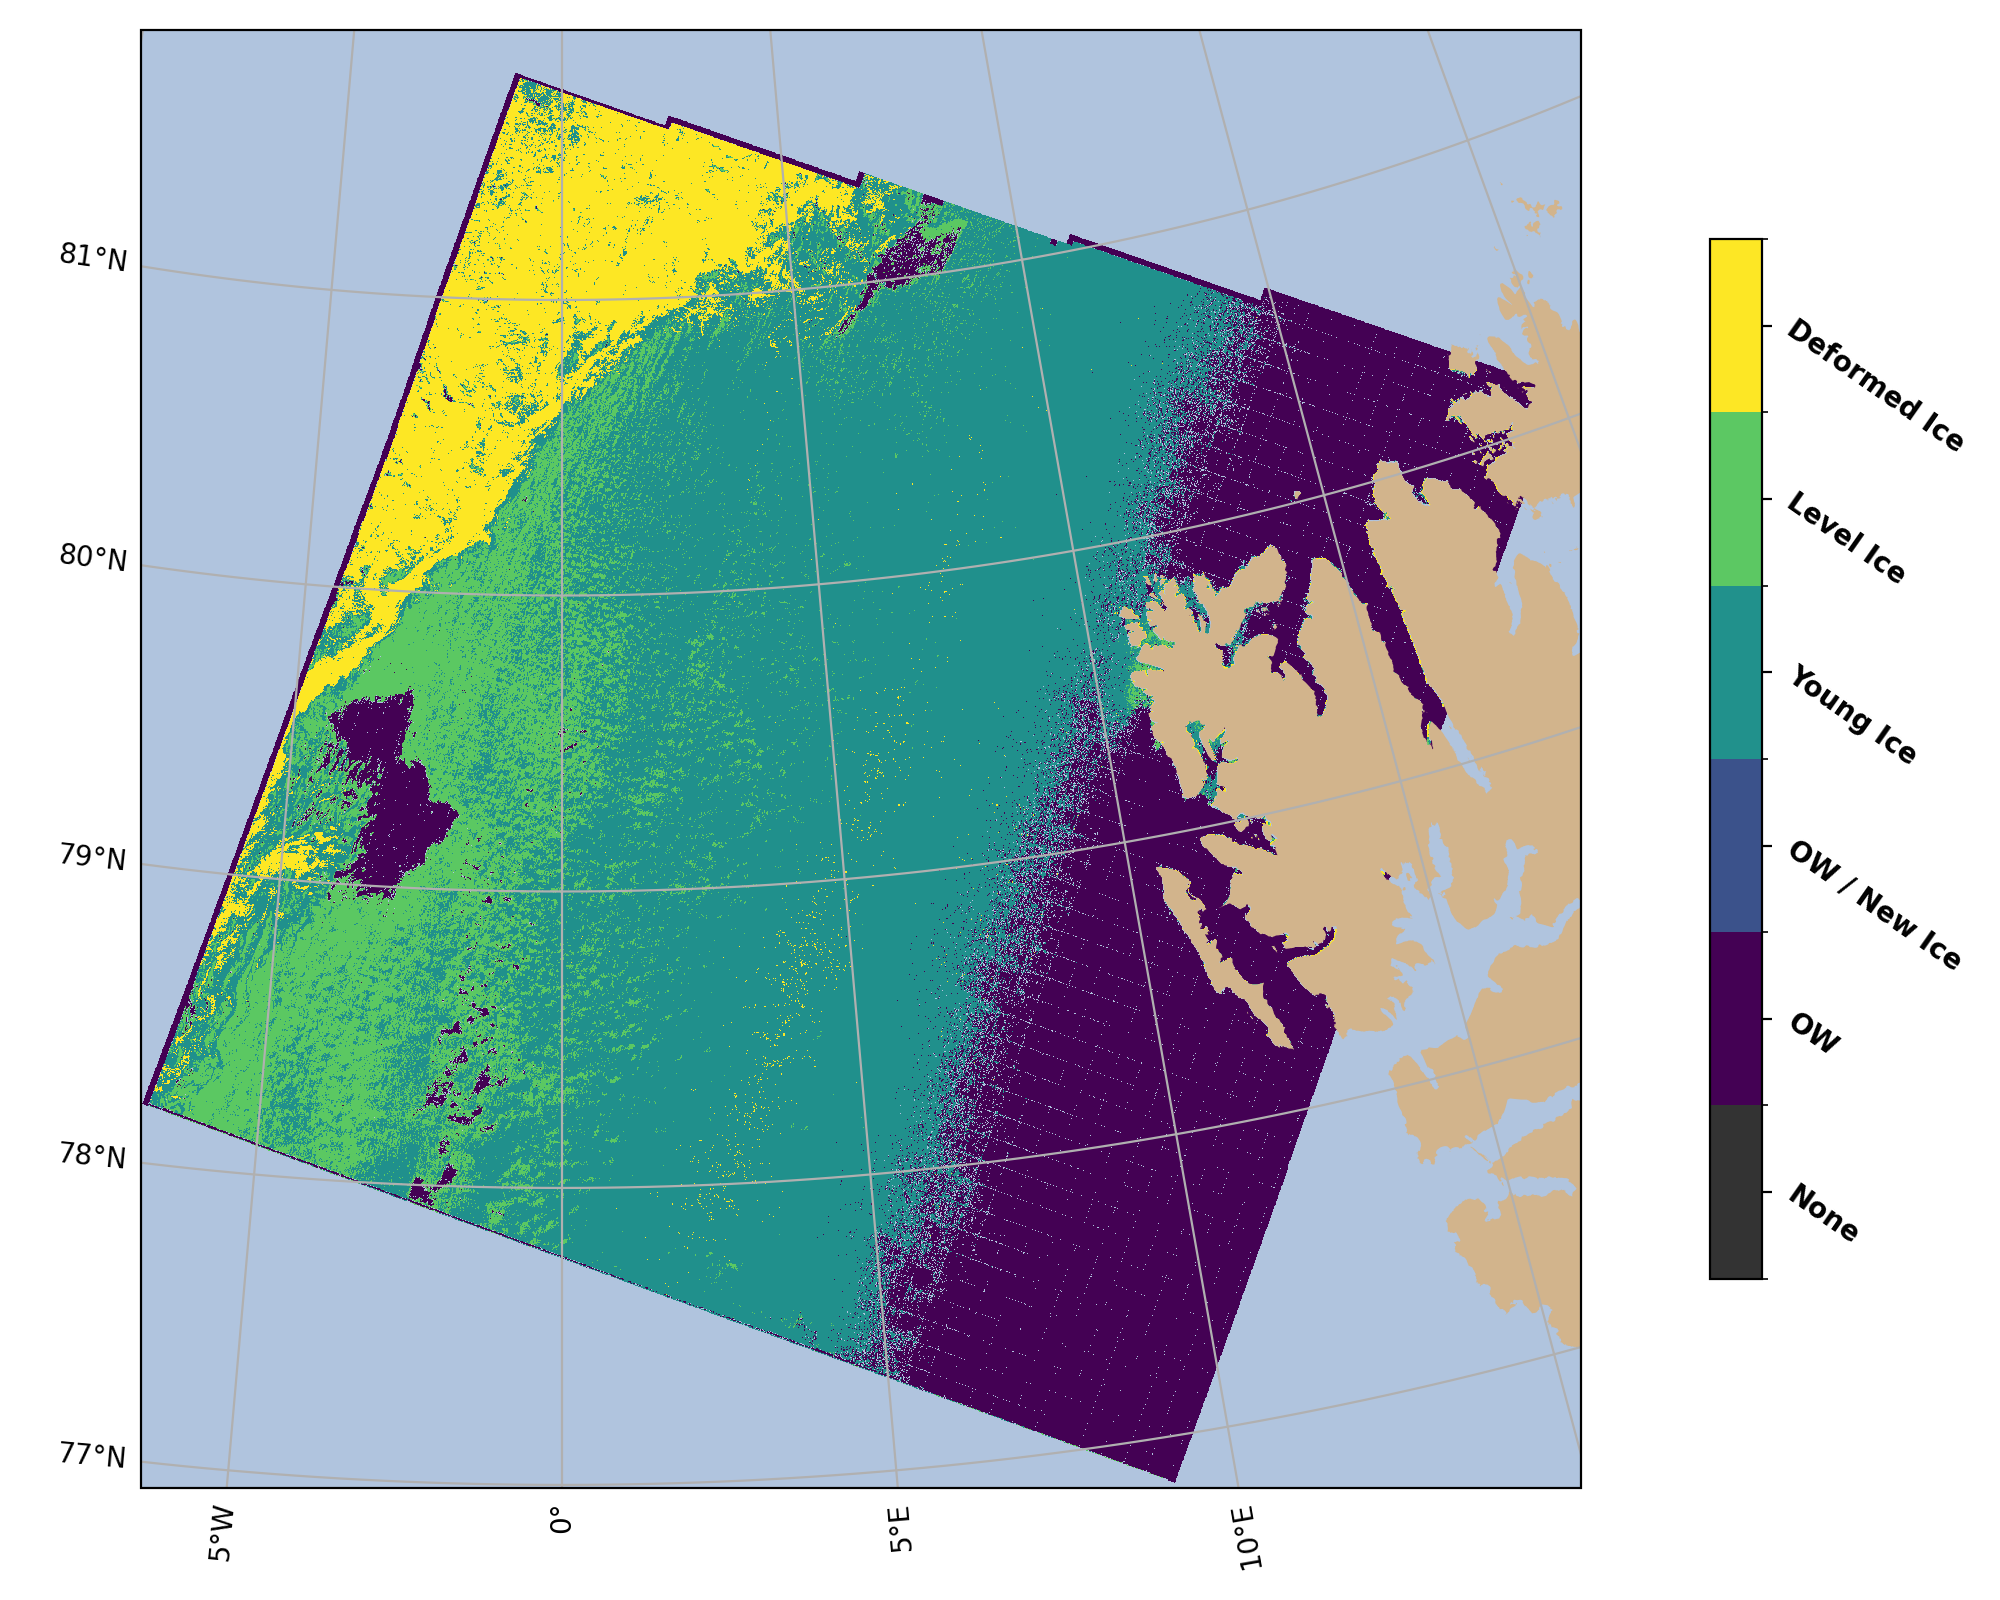 81°N
80°N
79°N
78°N
77°N
5°W
0°
5°E
10°E
Deformed Ice
Level Ice
Young Ice
OW / New Ice
OW
None